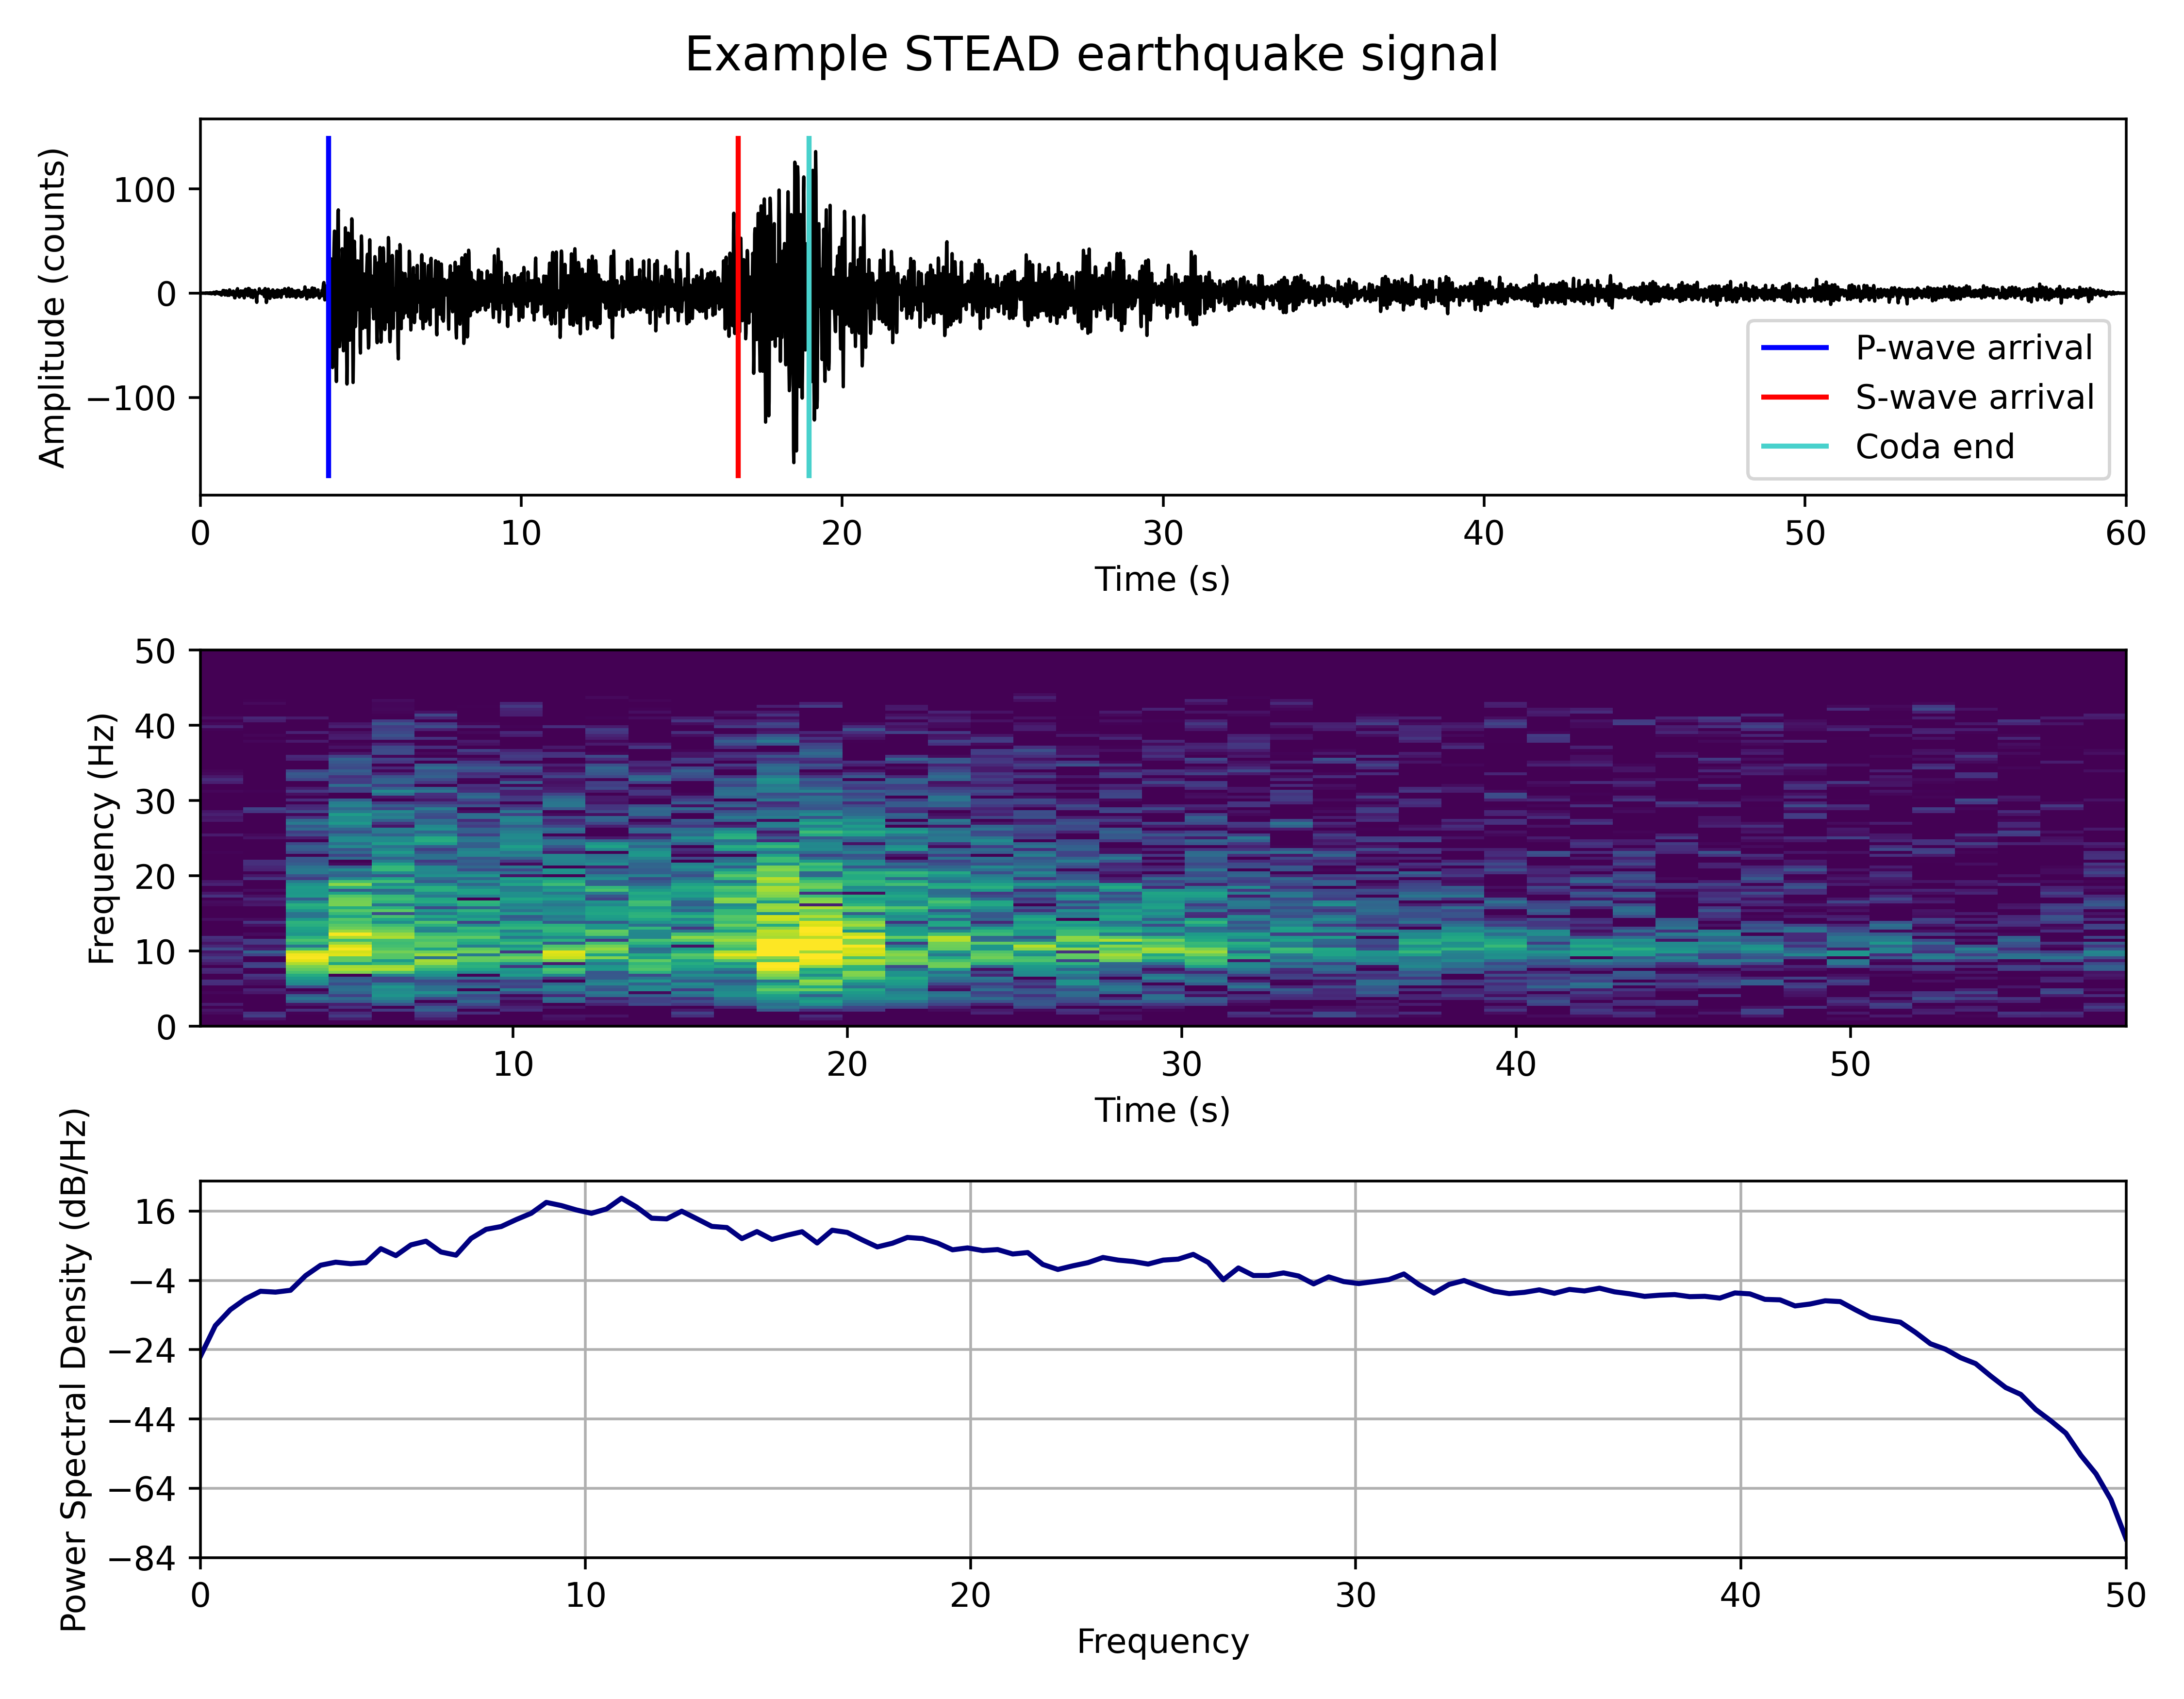 Example STEAD earthquake signal
Amplitude (counts)
100
0
−100
P-wave arrival
S-wave arrival
Coda end
0 10 20 30 40 50 60
Time (s)
Frequency (Hz)
50
40
30
20
10
0
10 20 30 40 50
Time (s)
Power Spectral Density (dB/Hz)
16
−4
−24
−44
−64
−84
0 10 20 30 40 50
Frequency